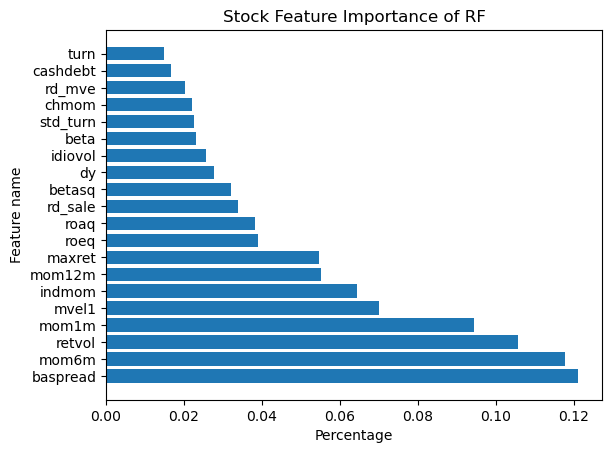 Stock Feature Importance of RF
Feature name
turn
cashdebt
rd_mve
chmom
std_turn
beta
idiovol
dy
betasq
rd_sale
roaq
roeq
maxret
mom12m
indmom
mvel1
mom1m
retvol
mom6m
baspread
0.00 0.02 0.04 0.06 0.08 0.10 0.12
Percentage